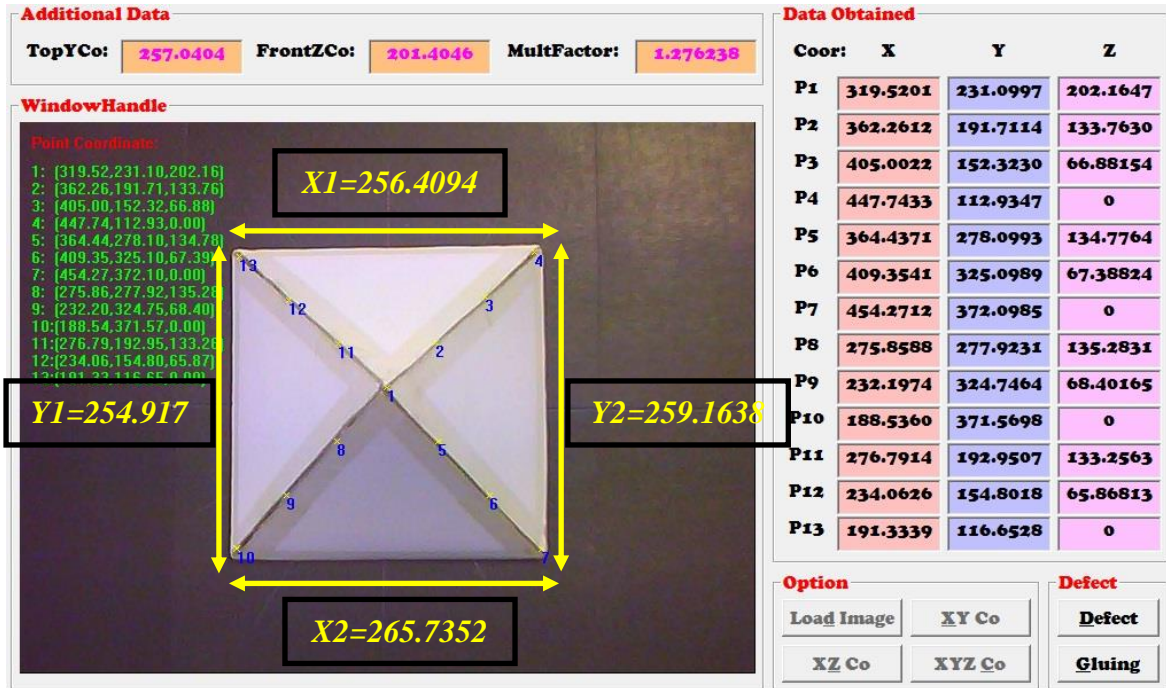 Additional Data
TopYCo: 257.0404 FrontZCo: 201.4046 MultFactor: 1.276238
WindowHandle
Point Coordinate:
1: (319.52,231.10,202.16)
2: (362.26,191.71,133.76)
3: (405.00,152.32,66.88)
4: (447.74,112.93,0.00)
5: (364.44,278.10,134.78)
6: (409.35,325.10,67.39)
7: (454.27,372.10,0.00)
8: (275.86,277.92,135.28)
9: (232.20,324.75,68.40)
10:(188.54,371.57,0.00)
11:(276.79,192.95,133.26)
12:(234.06,154.80,65.87)
13:(191.33,116.65,0.00)
X1=256.4094
Y1=254.917
Y2=259.1638
X2=265.7352
13
4
12
3
11
2
1
8
5
9
6
10
7
Data Obtained
Coor: X Y Z
P1 319.5201 231.0997 202.1647
P2 362.2612 191.7114 133.7630
P3 405.0022 152.3230 66.88154
P4 447.7433 112.9347 0
P5 364.4371 278.0993 134.7764
P6 409.3541 325.0989 67.38824
P7 454.2712 372.0985 0
P8 275.8588 277.9231 135.2831
P9 232.1974 324.7464 68.40165
P10 188.5360 371.5698 0
P11 276.7914 192.9507 133.2563
P12 234.0626 154.8018 65.86813
P13 191.3339 116.6528 0
Option
Load Image XY Co
XZ Co XYZ Co
Defect
Defect
Gluing